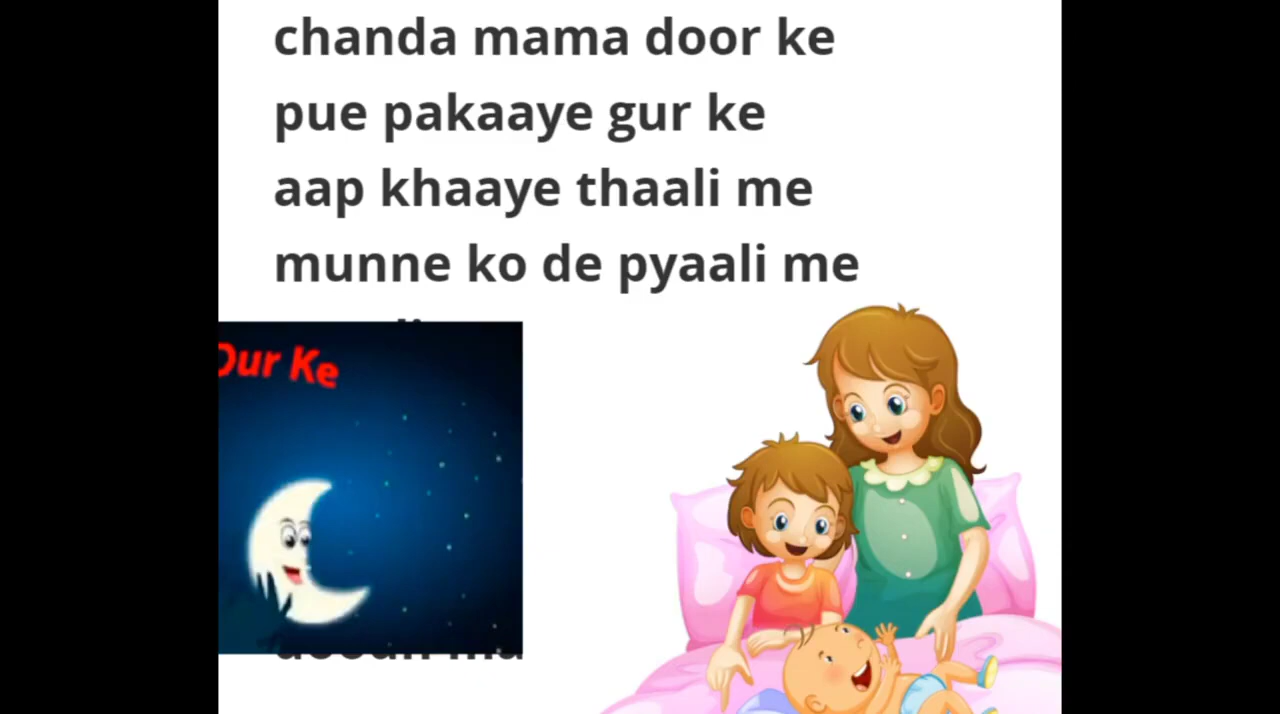 chanda mama door ke
pue pakaaye gur ke
aap khaaye thaali me
munne ko de pyaali me
Dur Ke